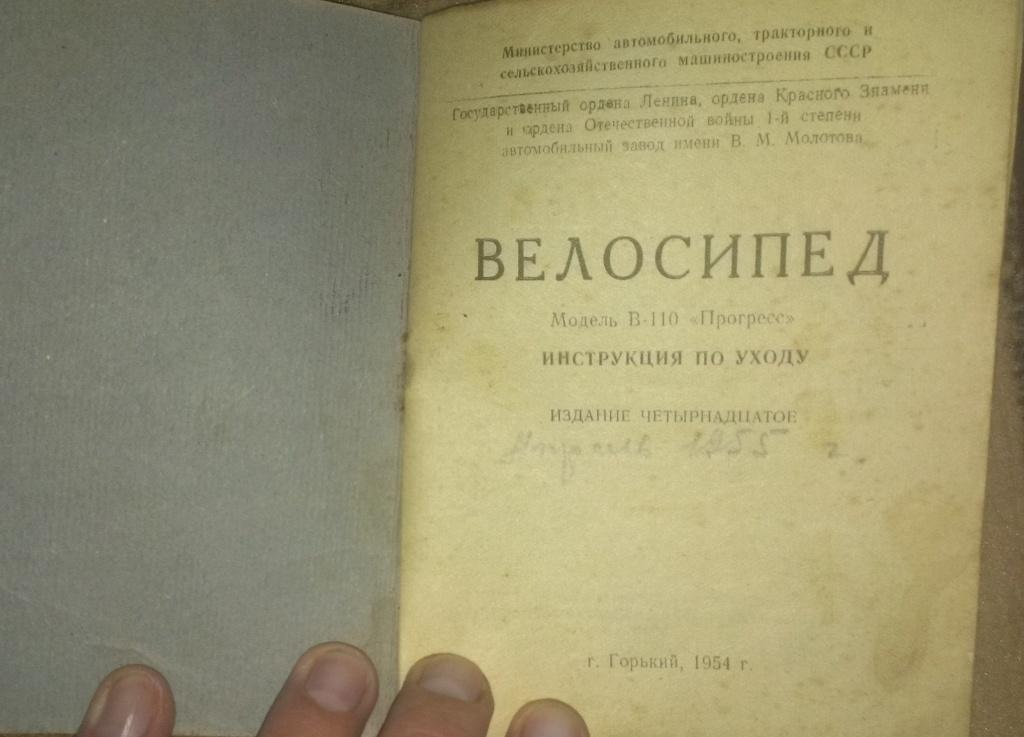 Министерство автомобильного, тракторного и
сельскохозяйственного машиностроения СССР
Государственный ордена Ленина, ордена Красного Знамени
и ордена Отечественной войны 1-й степени
автомобильный завод имени В. М. Молотова
ВЕЛОСИПЕД
Модель В-110 «Прогресс»
ИНСТРУКЦИЯ ПО УХОДУ
ИЗДАНИЕ ЧЕТЫРНАДЦАТОЕ
1955 г.
г. Горький, 1954 г.